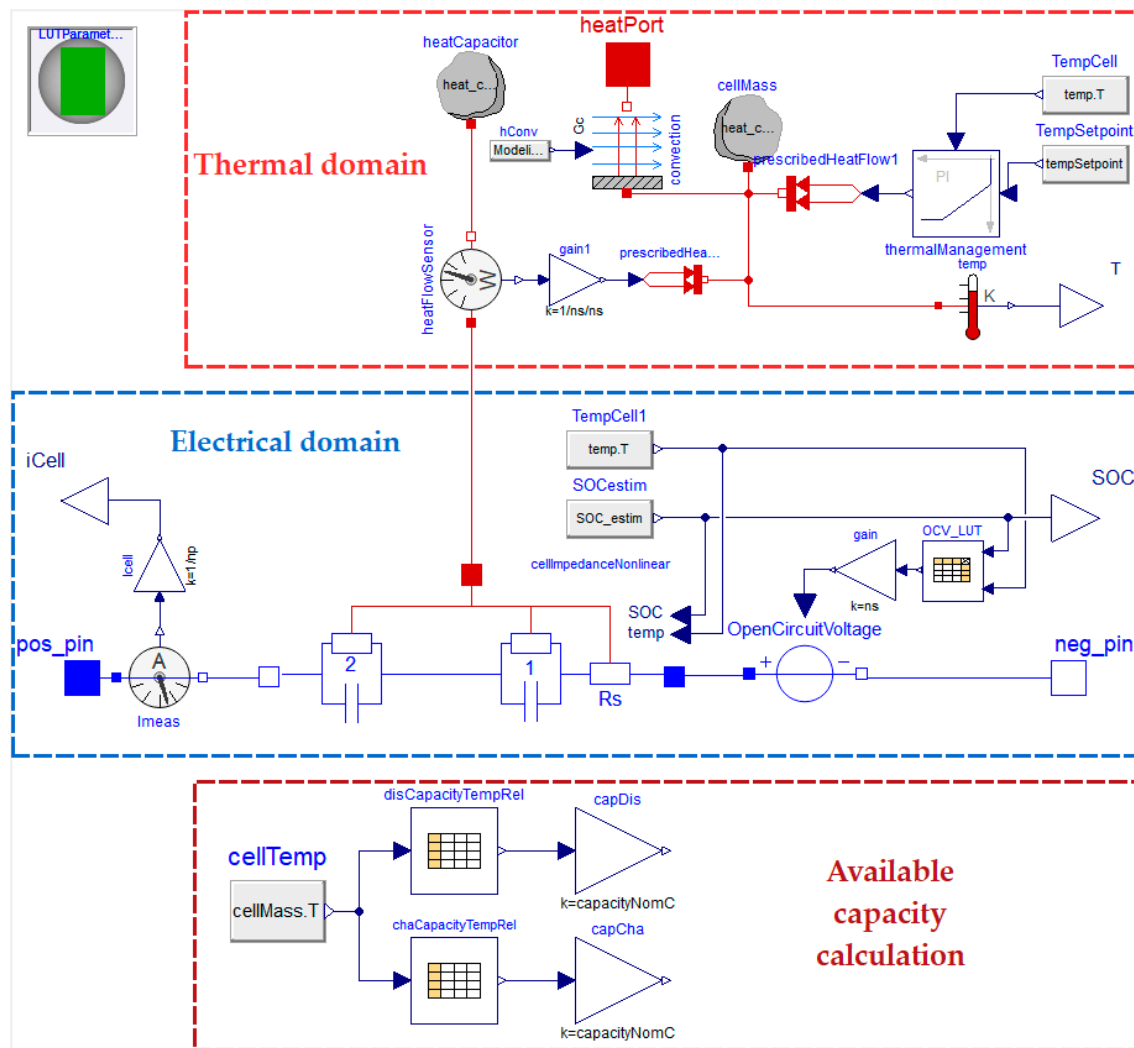 LUTParamet...
heatPort
heatCapacitor
heat_c...
cellMass
heat_c...
TempCell
temp.T
TempSetpoint
tempSetpoint
hConv
Modeli...
Gc
convection
prescribedHeatFlow1
PI
Thermal domain
thermalManagement
heatFlowSensor
W
gain1
k=1/ns/ns
prescribedHea...
temp
K
T
Electrical domain
iCell
TempCell1
temp.T
SOCestim
SOC_estim
SOC
Icell
k=1/np
gain
k=ns
OCV_LUT
cellImpedanceNonlinear
SOC
temp
OpenCircuitVoltage
pos_pin
A
Imeas
2
1
Rs
+
−
neg_pin
disCapacityTempRel
capDis
k=capacityNomC
cellTemp
cellMass.T
chaCapacityTempRel
capCha
k=capacityNomC
Available
capacity
calculation